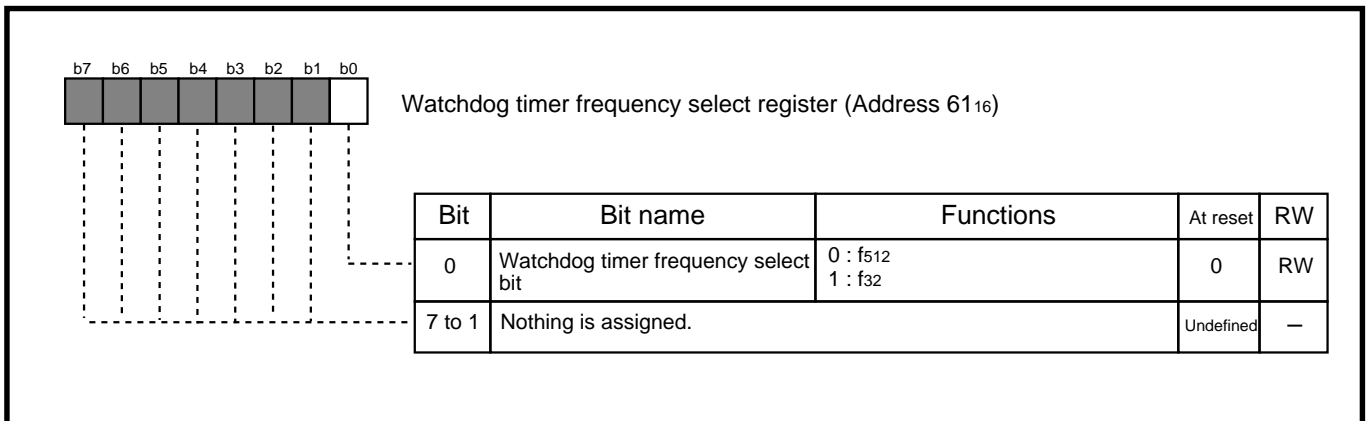 b7 b6 b5 b4 b3 b2 b1 b0
Watchdog timer frequency select register (Address 61₁₆)
Bit Bit name Functions At reset RW
0 Watchdog timer frequency select bit 0 : f₅₁₂ 0 RW
1 : f₃₂
7 to 1 Nothing is assigned. Undefined –